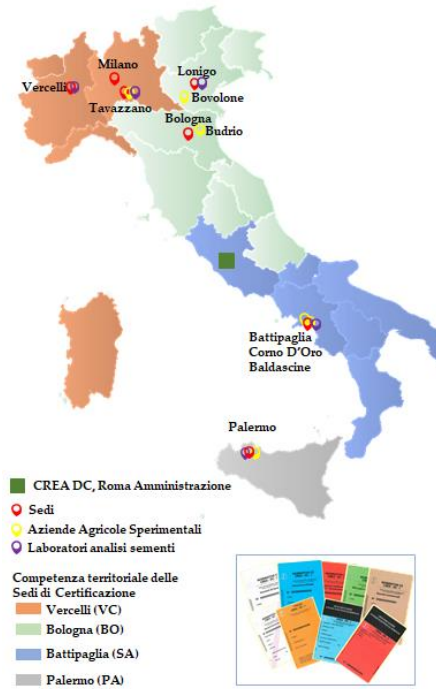 Milano
Vercelli
Tavazzano
Lonigo
Bovolone
Bologna
Budrio
Battipaglia
Corno D'Oro
Baldascine
Palermo
CREA DC, Roma Amministrazione
Sedi
Aziende Agricole Sperimentali
Laboratori analisi sementi
Competenza territoriale delle
Sedi di Certificazione
Vercelli (VC)
Bologna (BO)
Battipaglia (SA)
Palermo (PA)